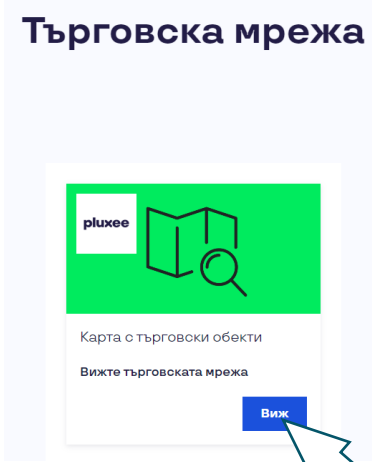 Търговска мрежа
pluxee
Карта с търговски обекти
Вижте търговската мрежа
Виж